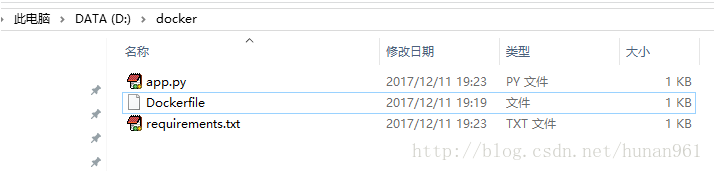 此电脑 > DATA (D:) > docker
名称 修改日期 类型 大小
app.py 2017/12/11 19:23 PY 文件 1 KB
Dockerfile 2017/12/11 19:19 文件 1 KB
requirements.txt 2017/12/11 19:23 TXT 文件 1 KB
http://blog.csdn.net/hunan961